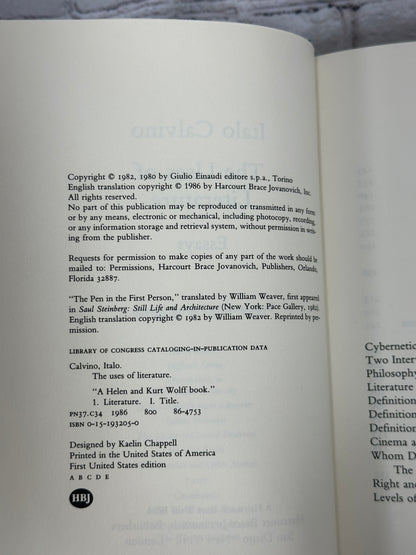 Copyright © 1982, 1980 by Giulio Einaudi editore s.p.a., Torino
English translation copyright © 1986 by Harcourt Brace Jovanovich, Inc.
All rights reserved.
No part of this publication may be reproduced or transmitted in any form
or by any means, electronic or mechanical, including photocopy, recording,
or any information storage and retrieval system, without permission in writ-
ing from the publisher.
Requests for permission to make copies of any part of the work should be
mailed to: Permissions, Harcourt Brace Jovanovich, Publishers, Orlando,
Florida 32887.
"The Pen in the First Person," translated by William Weaver, first appeared
in Saul Steinberg: Still Life and Architecture (New York: Pace Gallery, 1982).
English translation copyright © 1982 by William Weaver. Reprinted by per-
mission.
LIBRARY OF CONGRESS CATALOGING-IN-PUBLICATION DATA
Calvino, Italo.
The uses of literature.
"A Helen and Kurt Wolff book."
1. Literature. I. Title.
PN37.C34 1986 800 86-4753
ISBN 0-15-193205-0
Designed by Kaelin Chappell
Printed in the United States of America
First United States edition
A B C D E
HBJ
Cybernetic
Two Interv
Philosophy
Literature
Definition
Definition
Definition
Cinema a
Whom D
The
Right and
Levels of